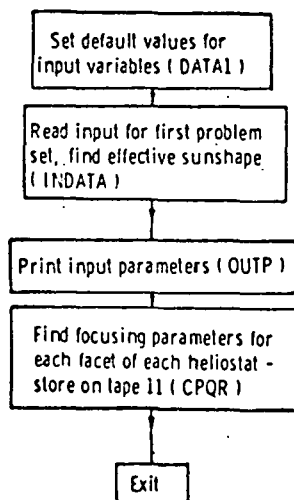 Set default values for
input variables ( DATA1 )
Read input for first problem
set, find effective sunshape
( INDATA )
Print input parameters ( OUTP )
Find focusing parameters for
each facet of each heliostat -
store on tape 11 ( CPQR )
Exit